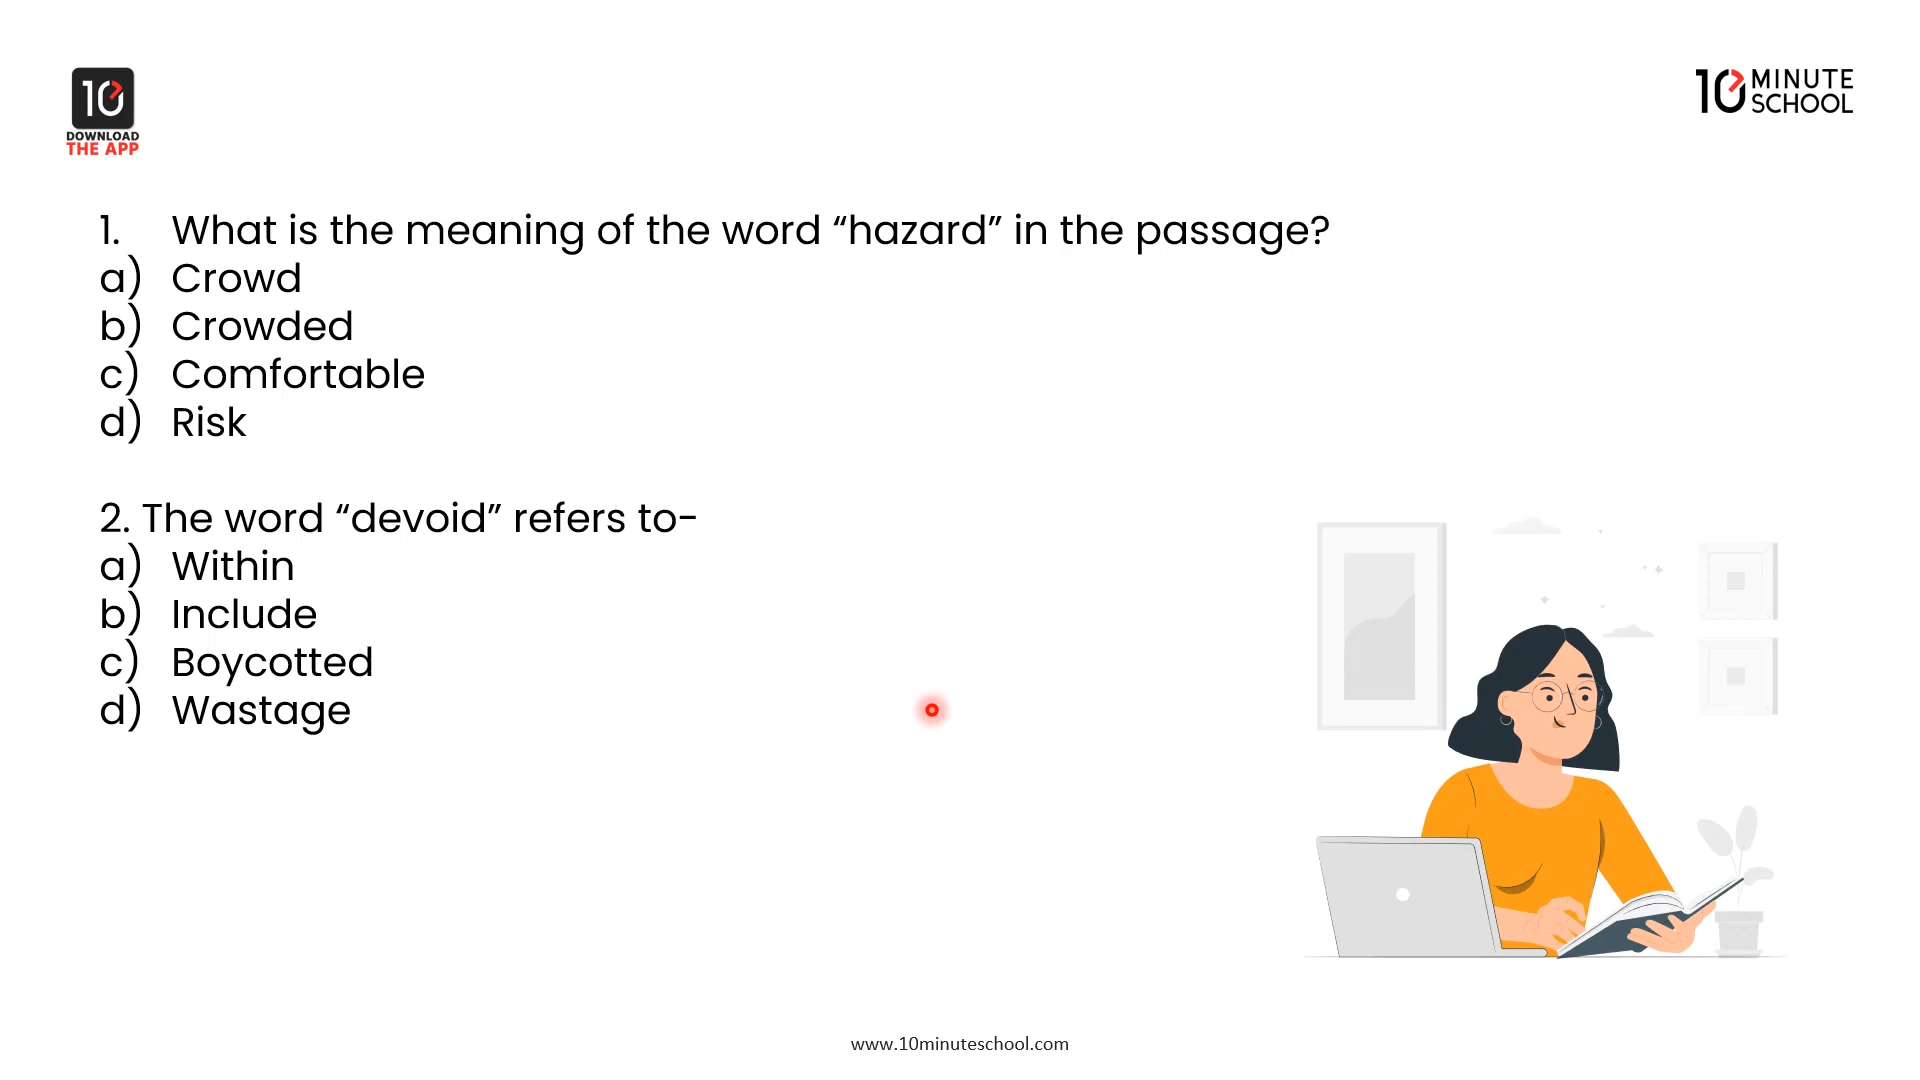 10
DOWNLOAD
THE APP
10 MINUTE
SCHOOL
1. What is the meaning of the word “hazard” in the passage?
a) Crowd
b) Crowded
c) Comfortable
d) Risk
2. The word “devoid” refers to-
a) Within
b) Include
c) Boycotted
d) Wastage
www.10minuteschool.com